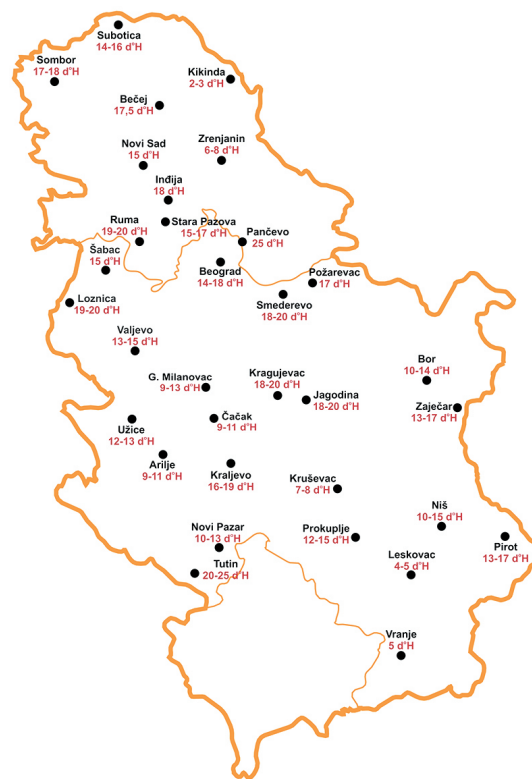 Subotica
14-16 d°H
Sombor
17-18 d°H
Kikinda
2-3 d°H
Bečej
17,5 d°H
Zrenjanin
6-8 d°H
Novi Sad
15 d°H
Inđija
18 d°H
Ruma
19-20 d°H
Stara Pazova
15-17 d°H
Pančevo
25 d°H
Šabac
15 d°H
Beograd
14-18 d°H
Požarevac
17 d°H
Loznica
19-20 d°H
Smederevo
18-20 d°H
Valjevo
13-15 d°H
G. Milanovac
9-13 d°H
Kragujevac
18-20 d°H
Jagodina
18-20 d°H
Bor
10-14 d°H
Zaječar
13-17 d°H
Užice
12-13 d°H
Čačak
9-11 d°H
Arilje
9-11 d°H
Kraljevo
16-19 d°H
Kruševac
7-8 d°H
Niš
10-15 d°H
Novi Pazar
10-13 d°H
Prokuplje
12-15 d°H
Pirot
13-17 d°H
Tutin
20-25 d°H
Leskovac
4-5 d°H
Vranje
5 d°H